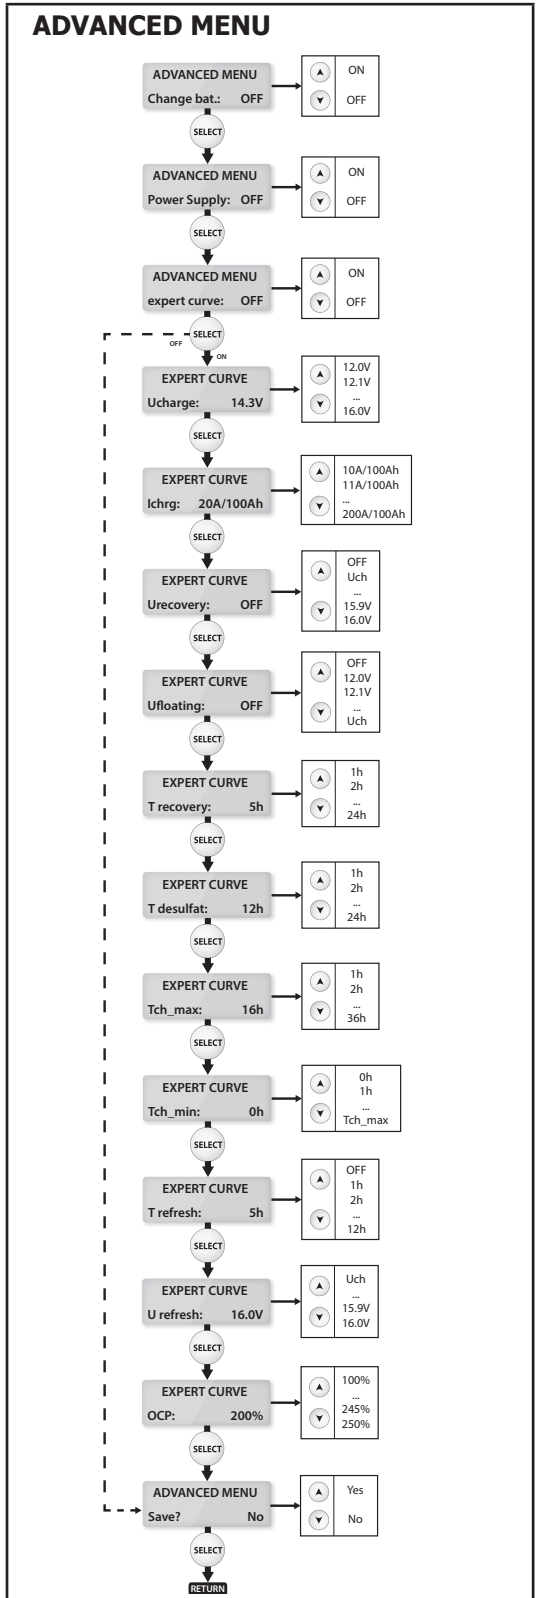 ADVANCED MENU
ADVANCED MENU
Change bat.: OFF
ON
OFF
SELECT
ADVANCED MENU
Power Supply: OFF
ON
OFF
SELECT
ADVANCED MENU
expert curve: OFF
ON
OFF
SELECT
OFF
ON
EXPERT CURVE
Ucharge: 14.3V
12.0V
12.1V
...
16.0V
SELECT
EXPERT CURVE
Ichrg: 20A/100Ah
10A/100Ah
11A/100Ah
...
200A/100Ah
SELECT
EXPERT CURVE
Urecovery: OFF
OFF
Uch
...
15.9V
16.0V
SELECT
EXPERT CURVE
Ufloating: OFF
OFF
12.0V
12.1V
...
Uch
SELECT
EXPERT CURVE
T recovery: 5h
1h
2h
...
24h
SELECT
EXPERT CURVE
T desulfat: 12h
1h
2h
...
24h
SELECT
EXPERT CURVE
Tch_max: 16h
1h
2h
...
36h
SELECT
EXPERT CURVE
Tch_min: 0h
0h
1h
...
Tch_max
SELECT
EXPERT CURVE
T refresh: 5h
OFF
1h
2h
...
12h
SELECT
EXPERT CURVE
U refresh: 16.0V
Uch
...
15.9V
16.0V
SELECT
EXPERT CURVE
OCP: 200%
100%
...
245%
250%
SELECT
ADVANCED MENU
Save? No
Yes
No
SELECT
RETURN